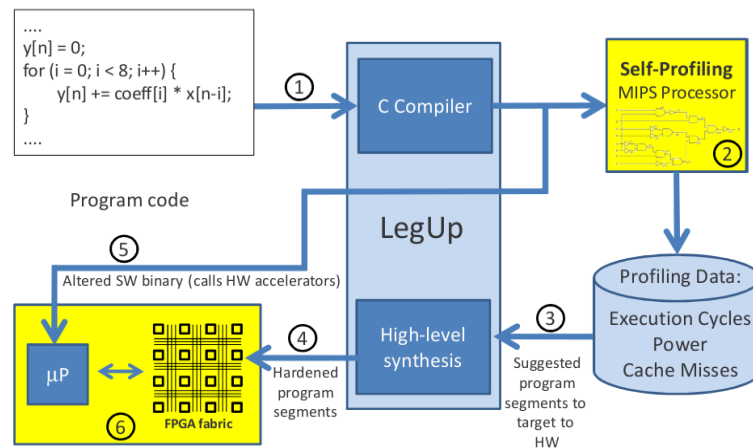 ....
y[n] = 0;
for (i = 0; i < 8; i++) {
y[n] += coeff[i] * x[n-i];
}
....
Program code
1
C Compiler
LegUp
High-level
synthesis
Self-Profiling
MIPS Processor
2
Profiling Data:
Execution Cycles
Power
Cache Misses
3
Suggested
program
segments to
target to
HW
4
Hardened
program
segments
5
Altered SW binary (calls HW accelerators)
μP
FPGA fabric
6